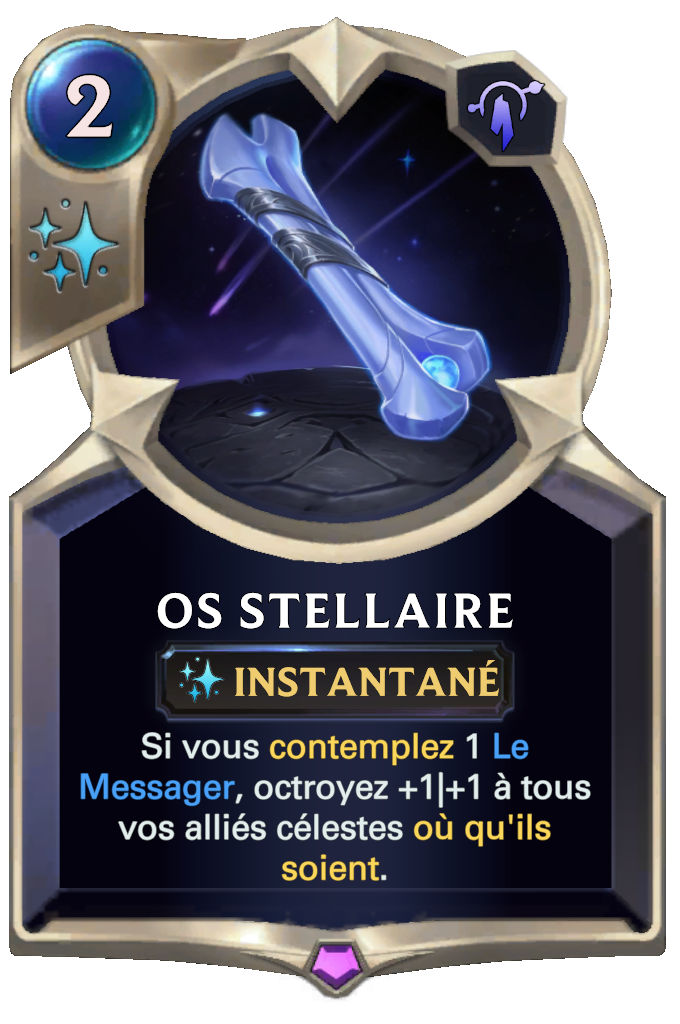 2
OS STELLAIRE
INSTANTANÉ
Si vous contemplez 1 Le
Messager, octroyez +1|+1 à tous
vos alliés célestes où qu'ils
soient.